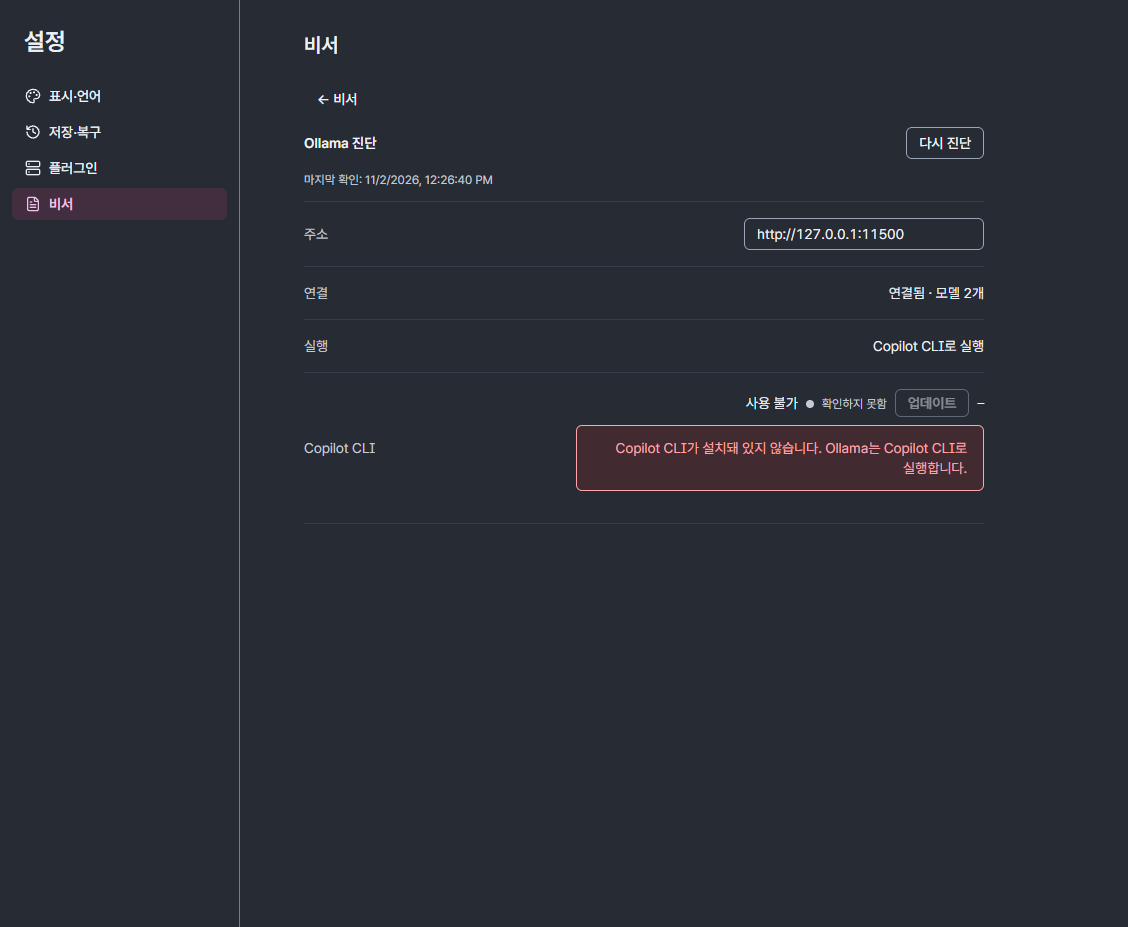 설정
표시·언어
저장·복구
플러그인
비서
비서
← 비서
Ollama 진단
다시 진단
마지막 확인: 11/2/2026, 12:26:40 PM
주소
http://127.0.0.1:11500
연결
연결됨 · 모델 2개
실행
Copilot CLI로 실행
Copilot CLI
사용 불가 ● 확인하지 못함 업데이트 –
Copilot CLI가 설치돼 있지 않습니다. Ollama는 Copilot CLI로
실행합니다.